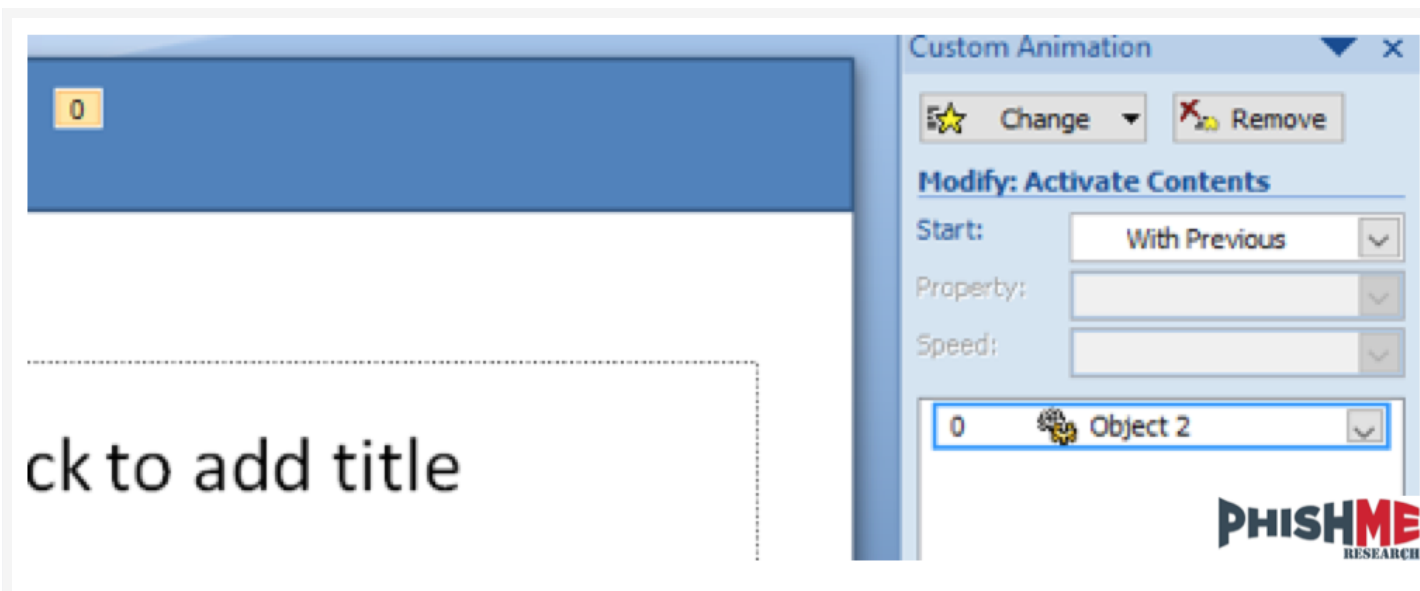 Custom Animation
0
Change
Remove
Modify: Activate Contents
Start:
With Previous
Property:
Speed:
0 Object 2
ck to add title
PHISHME
RESEARCH